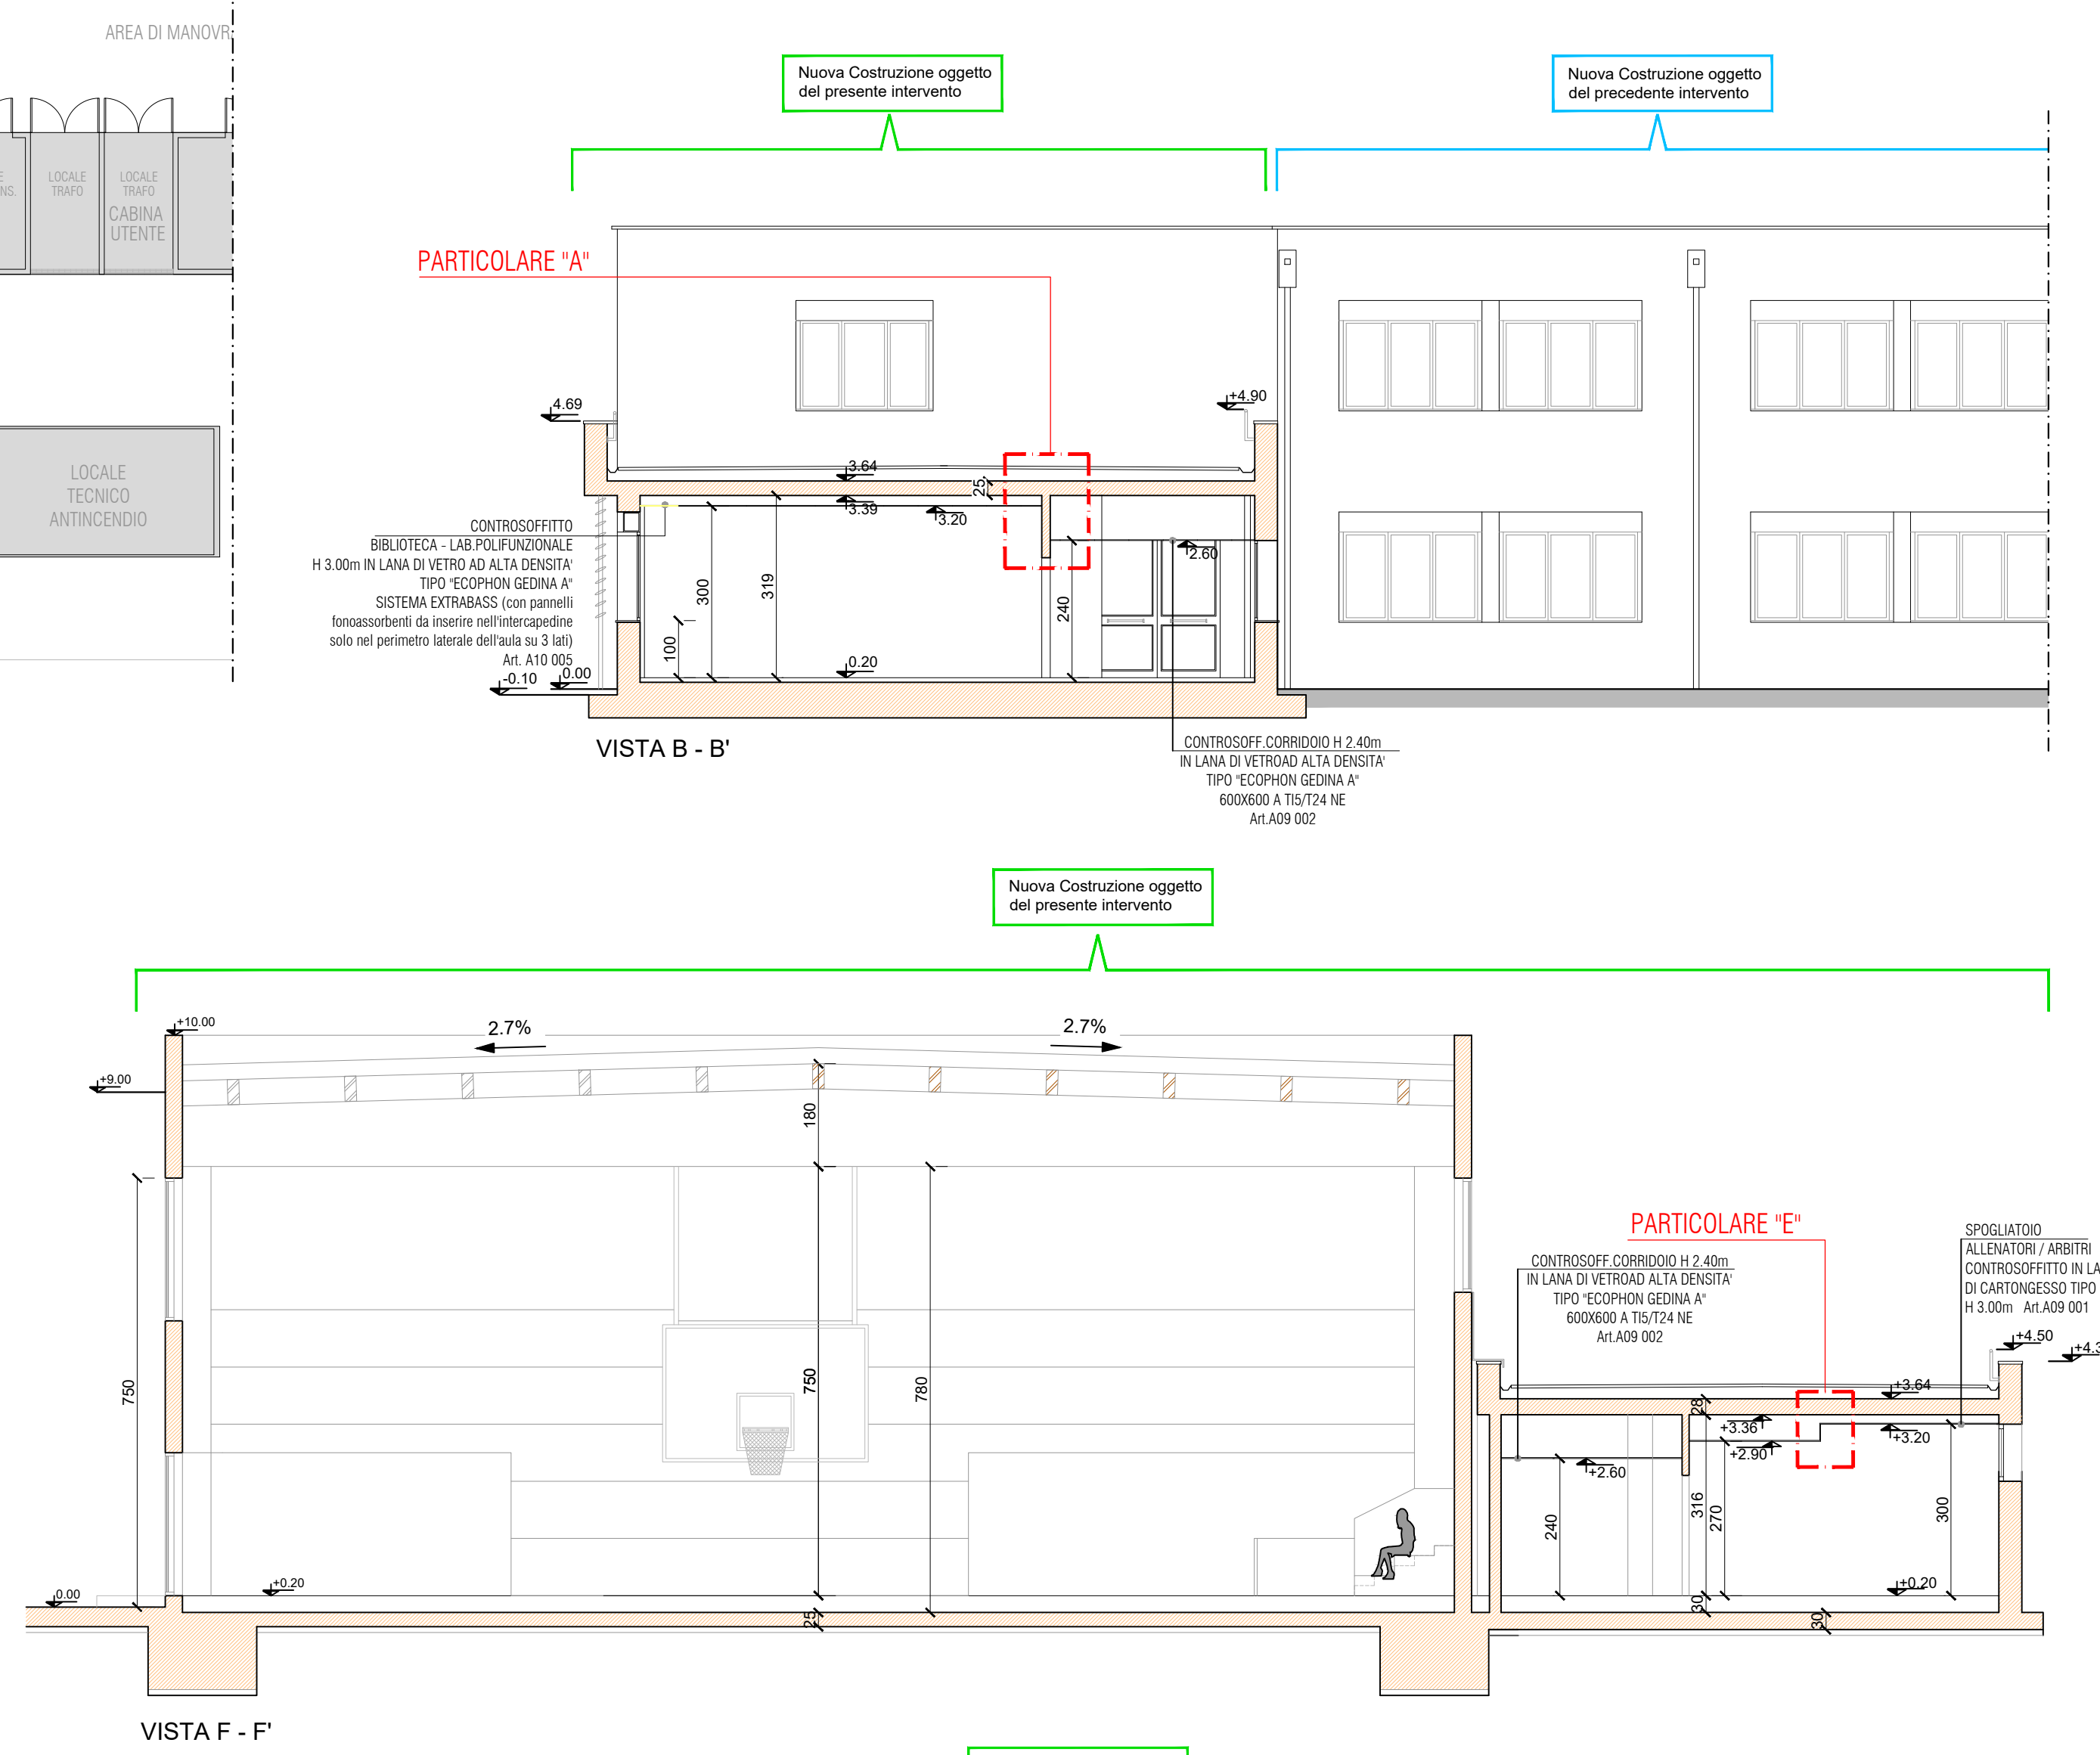 AREA DI MANOVR
Nuova Costruzione oggetto
del presente intervento
Nuova Costruzione oggetto
del precedente intervento
NS.
LOCALE
TRAFO
LOCALE
TRAFO
CABINA
UTENTE
PARTICOLARE "A"
4.69
+4.90
3.64
25
3.39
3.20
2.60
LOCALE
TECNICO
ANTINCENDIO
CONTROSOFFITTO
BIBLIOTECA - LAB.POLIFUNZIONALE
H 3.00m IN LANA DI VETRO AD ALTA DENSITA'
TIPO "ECOPHON GEDINA A"
SISTEMA EXTRABASS (con pannelli
fonoassorbenti da inserire nell'intercapedine
solo nel perimetro laterale dell'aula su 3 lati)
Art. A10 005
300
319
240
100
0.20
0.00
-0.10
VISTA B - B'
CONTROSOFF.CORRIDOIO H 2.40m
IN LANA DI VETROAD ALTA DENSITA'
TIPO "ECOPHON GEDINA A"
600X600 A TI5/T24 NE
Art.A09 002
Nuova Costruzione oggetto
del presente intervento
+10.00
2.7%
2.7%
+9.00
180
PARTICOLARE "E"
SPOGLIATOIO
ALLENATORI / ARBITRI
CONTROSOFFITTO IN LA
DI CARTONGESSO TIPO
H 3.00m Art.A09 001
CONTROSOFF.CORRIDOIO H 2.40m
IN LANA DI VETROAD ALTA DENSITA'
TIPO "ECOPHON GEDINA A"
600X600 A TI5/T24 NE
Art.A09 002
+4.50
+4.3
750
750
780
+3.64
28
+3.36
+3.20
+2.90
+2.60
240
316
270
300
0.00
+0.20
+0.20
25
30
30
VISTA F - F'